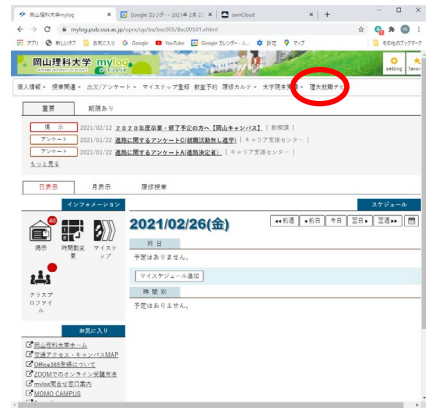 岡山理科大学mylog
Google カレンダー - 2021年 2月 2
ownCloud
mylog.pub.ous.ac.jp/uprx/up/bs/bsc005/Bsc00501.xhtml
アプリ
お気に入り
Google
YouTube
Google カレンダー - 2...
設定
マップ
その他のブックマーク
岡山理科大学 mylog
setting
個人情報 授業関連 出欠/アンケート マイステップ登録 教室予約 履修カルテ 理大就職ナビ
重要 期限あり
掲示 2021/02/12 2020年度卒業・修了予定の方へ【岡山キャンパス】 [ 教務課 ]
アンケート 2021/01/22 進路に関するアンケートC(就職活動無し進学) [ キャリア支援センター ]
アンケート 2021/01/22 進路に関するアンケートA(進路決定者) [ キャリア支援センター ]
もっと見る
日表示 月表示 履修授業
インフォメーション
スケジュール
40
掲示
時間割変更
マイステップ
クラスプロファイル
2021/02/26(金)
前週 前日 今日 翌日 翌週
終日
予定はありません。
マイスケジュール追加
時間割
予定はありません。
お気に入り
岡山理科大学ホーム
交通アクセス・キャンパスMAP
Office365登録について
ZOOMでのオンライン受講方法
mylog問合せ窓口案内
MOMO CAMPUS